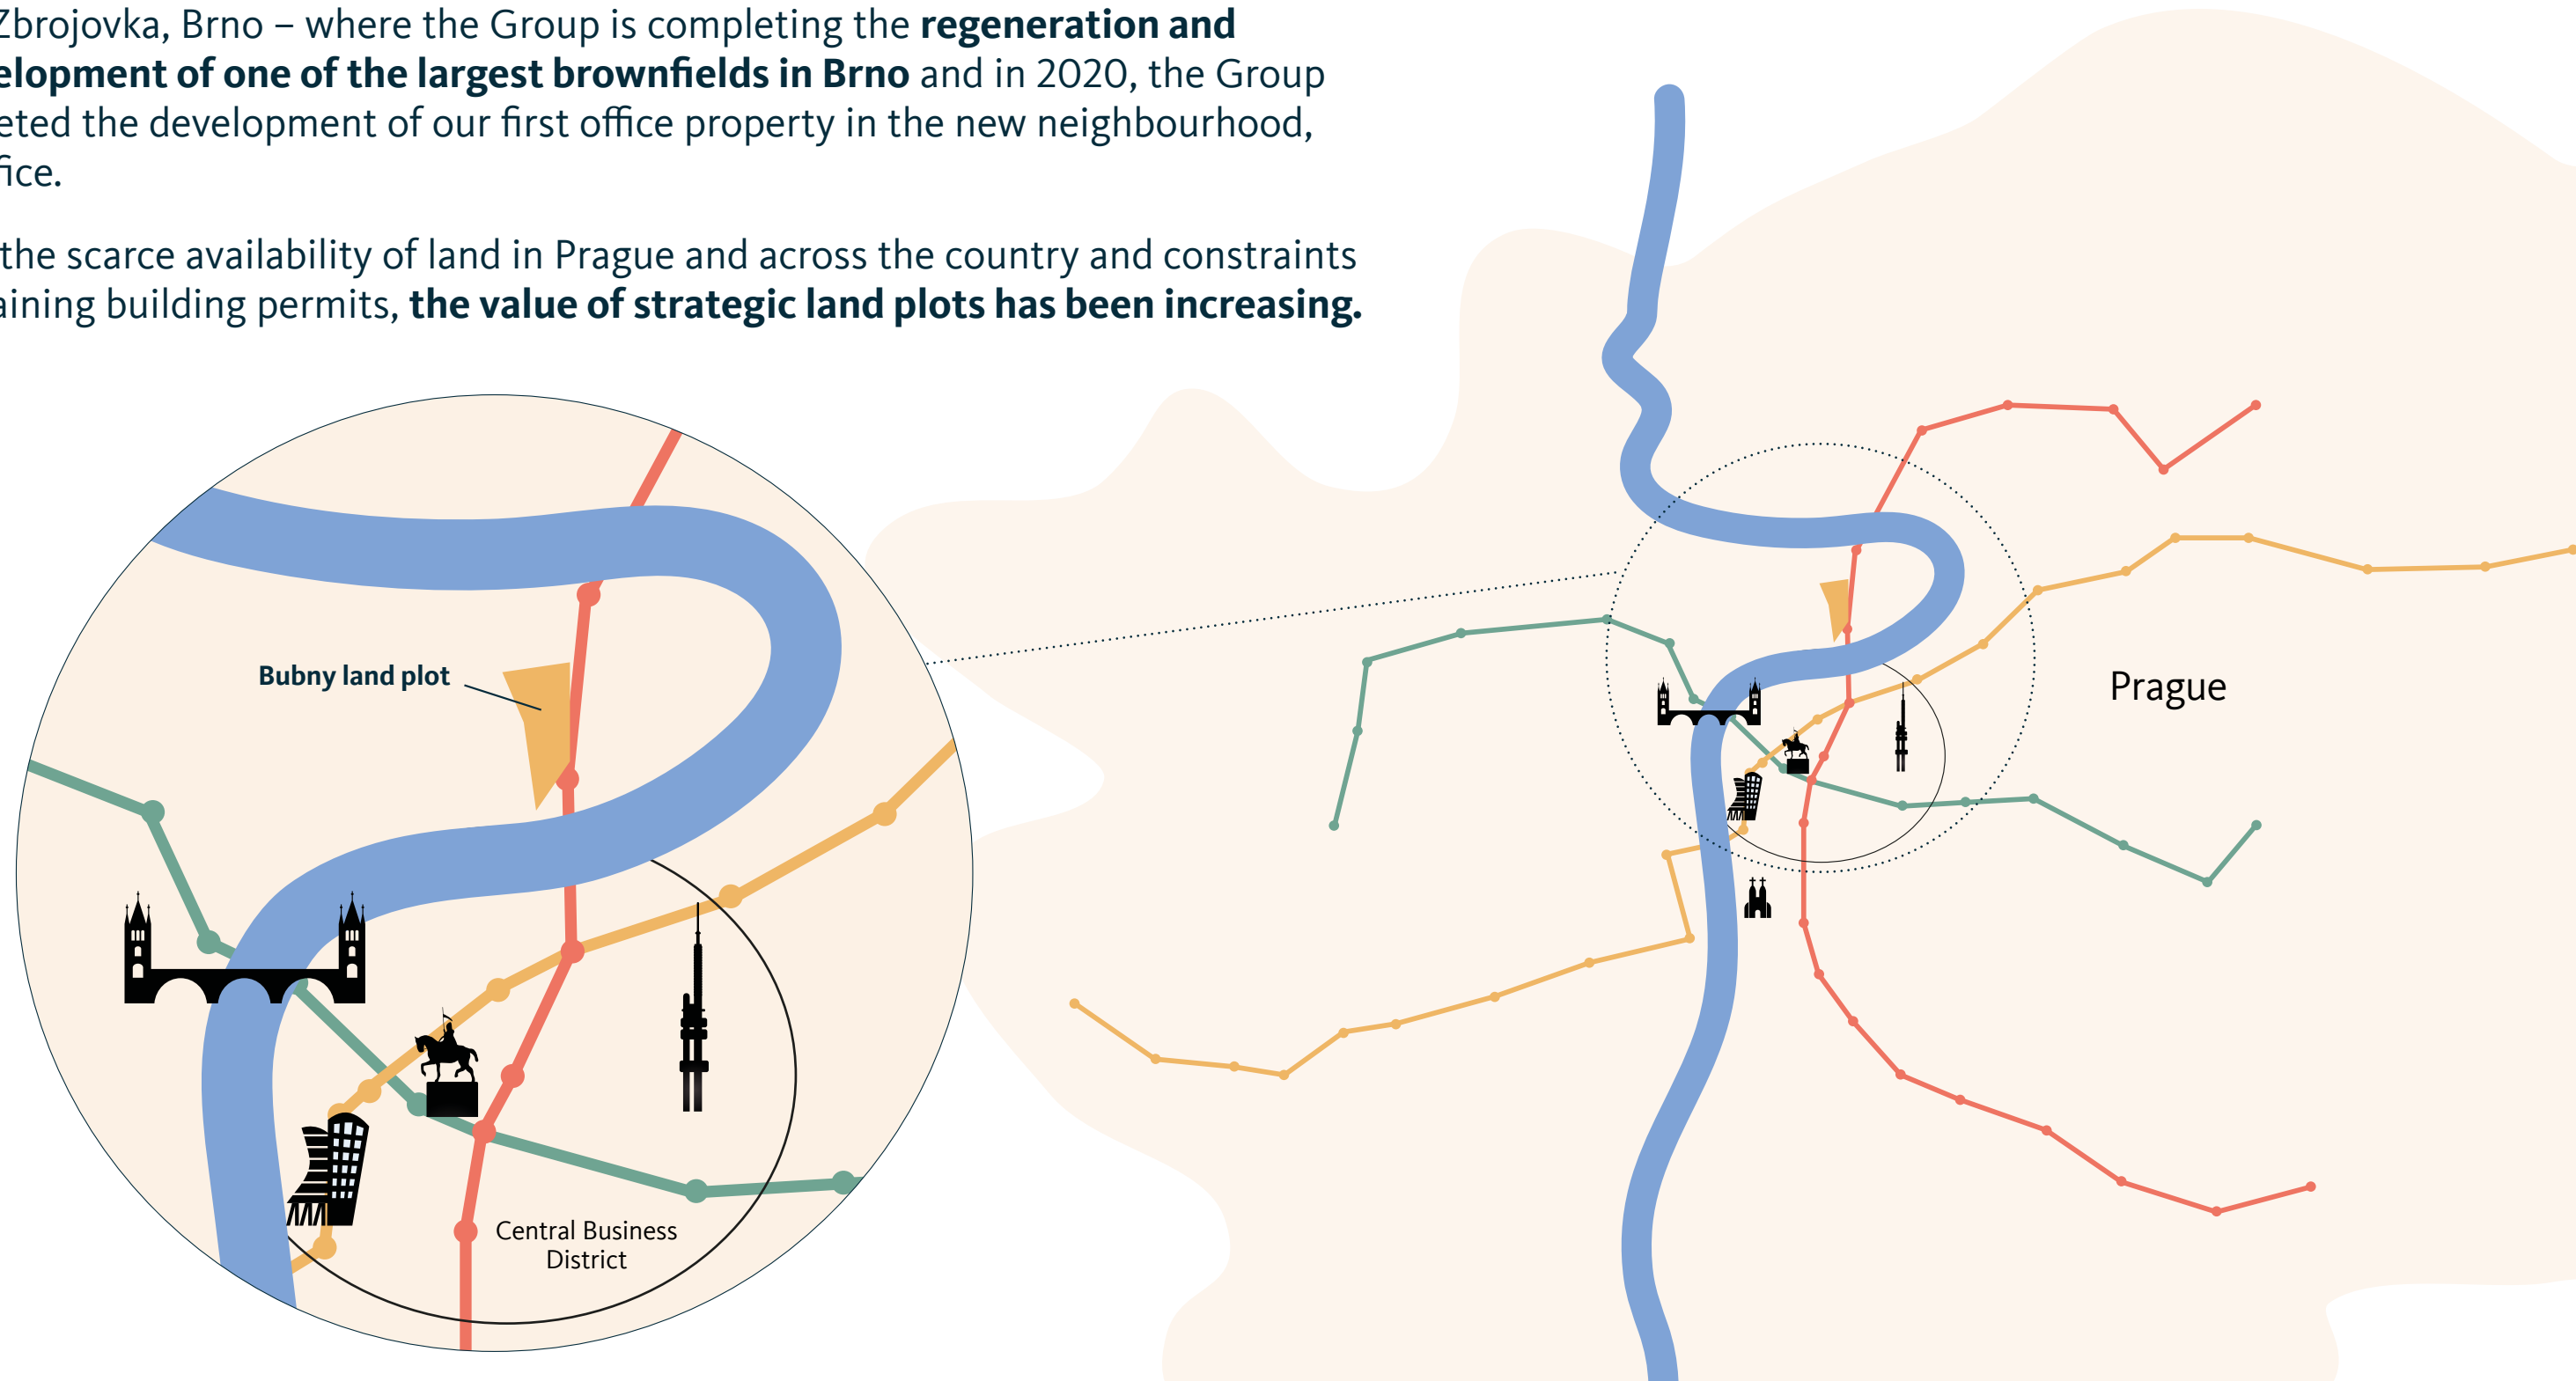 Zbrojovka, Brno – where the Group is completing the regeneration and
elopment of one of the largest brownfields in Brno and in 2020, the Group
eted the development of our first office property in the new neighbourhood,
fice.
the scarce availability of land in Prague and across the country and constraints
aining building permits, the value of strategic land plots has been increasing.
Bubny land plot
Prague
Central Business
District